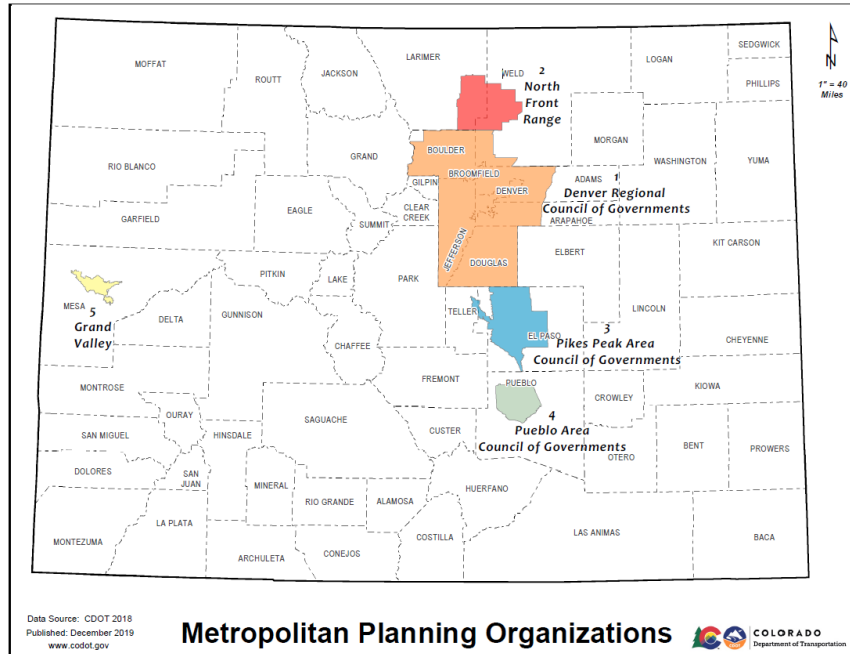 MOFFAT
ROUTT
JACKSON
LARIMER
2
North
Front
Range
WELD
LOGAN
SEDGWICK
PHILLIPS
N
1" = 40
Miles
MORGAN
WASHINGTON
YUMA
RIO BLANCO
GRAND
BOULDER
BROOMFIELD
GILPIN
DENVER
ADAMS
1
Denver Regional
Council of Governments
ARAPAHOE
GARFIELD
EAGLE
SUMMIT
CLEAR
CREEK
JEFFERSON
DOUGLAS
ELBERT
KIT CARSON
PITKIN
LAKE
PARK
MESA
5
Grand
Valley
DELTA
GUNNISON
TELLER
LINCOLN
EL PASO
3
Pikes Peak Area
Council of Governments
CHEYENNE
CHAFFEE
FREMONT
PUEBLO
CROWLEY
KIOWA
MONTROSE
OURAY
SAN MIGUEL
HINSDALE
SAGUACHE
CUSTER
4
Pueblo Area
Council of Governments
OTERO
BENT
PROWERS
DOLORES
SAN
JUAN
MINERAL
RIO GRANDE
ALAMOSA
HUERFANO
MONTEZUMA
LA PLATA
ARCHULETA
CONEJOS
COSTILLA
LAS ANIMAS
BACA
Data Source: CDOT 2018
Published: December 2019
www.codot.gov
Metropolitan Planning Organizations
COLORADO
Department of Transportation